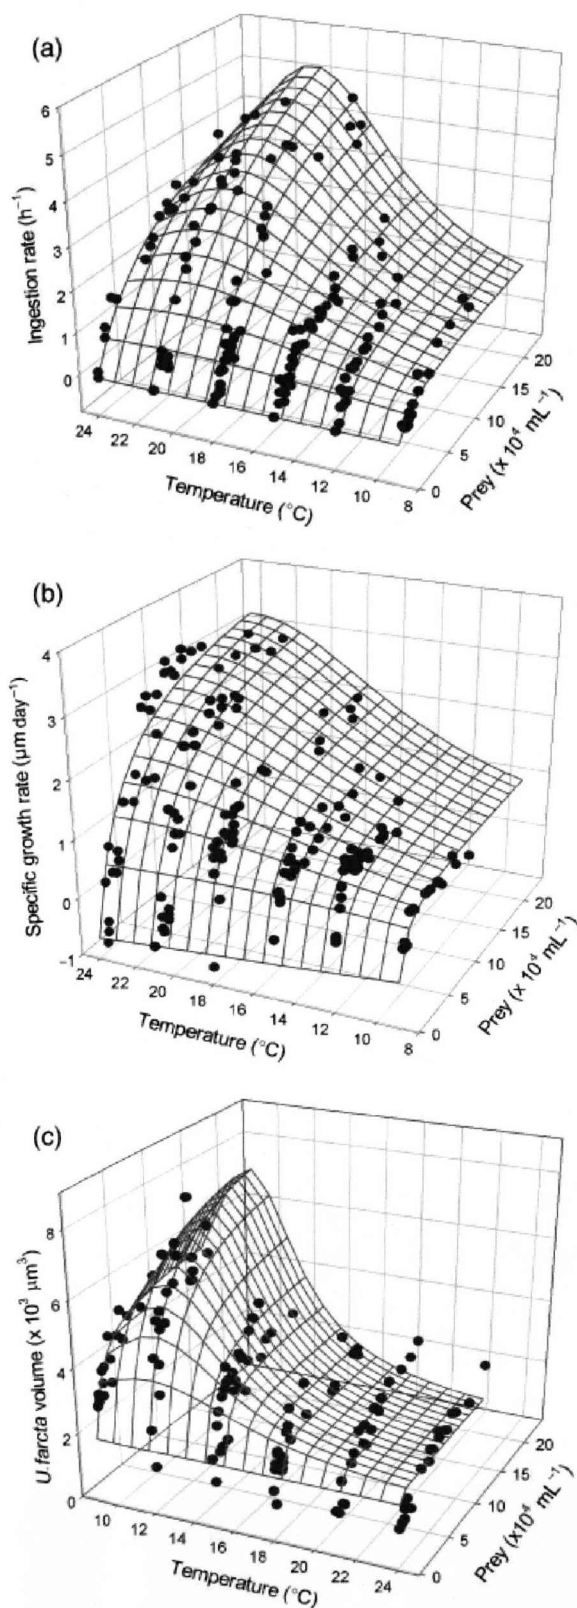 (a)
6
5
4
3
2
1
0
Ingestion rate (h⁻¹)
24 22 20 18 16 14 12 10 8
Temperature (°C)
0 5 10 15 20
Prey (x 10⁴ mL⁻¹)
(b)
4
3
2
1
0
−1
Specific growth rate (μm day⁻¹)
24 22 20 18 16 14 12 10 8
Temperature (°C)
0 5 10 15 20
Prey (x 10⁴ mL⁻¹)
(c)
8
6
4
2
0
U. farcta volume (x 10³ μm³)
10 12 14 16 18 20 22 24
Temperature (°C)
0 5 10 15 20
Prey (x10⁴ mL⁻¹)